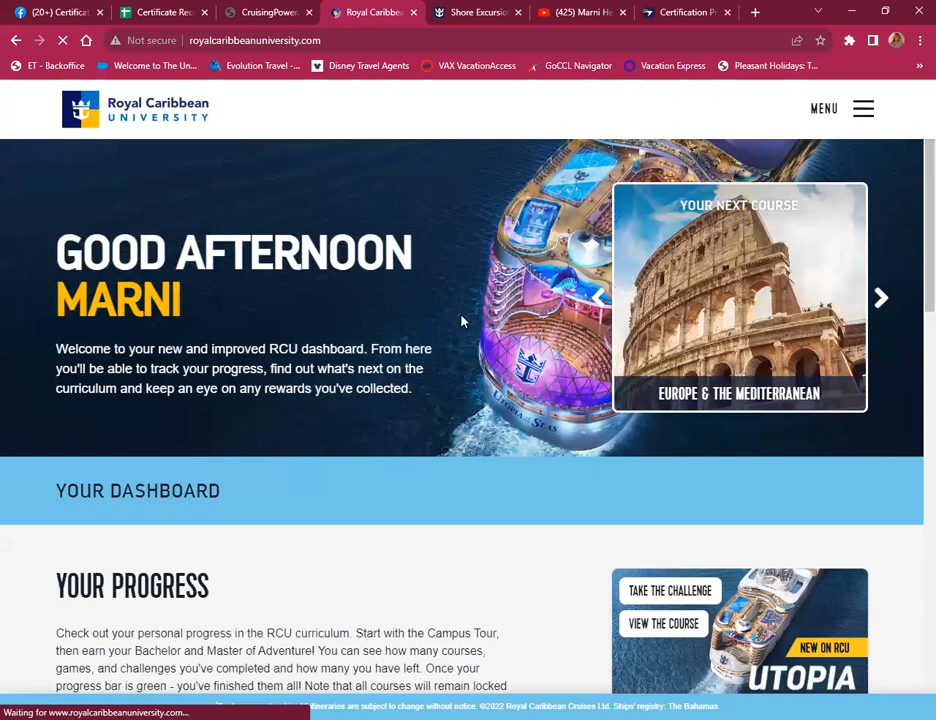 (20+) Certificat
Certificate Rec
CruisingPower
Royal Caribbea
Shore Excursio
(425) Marni He
Certification Pr
Not secure
royalcaribbeanuniversity.com
ET - Backoffice
Welcome to The Un...
Evolution Travel -...
Disney Travel Agents
VAX VacationAccess
GoCCL Navigator
Vacation Express
Pleasant Holidays: T...
Royal Caribbean
UNIVERSITY
MENU
GOOD AFTERNOON
MARNI
Welcome to your new and improved RCU dashboard. From here
you'll be able to track your progress, find out what's next on the
curriculum and keep an eye on any rewards you've collected.
YOUR NEXT COURSE
EUROPE & THE MEDITERRANEAN
UTOPIA OF THE SEAS
YOUR DASHBOARD
YOUR PROGRESS
Check out your personal progress in the RCU curriculum. Start with the Campus Tour,
then earn your Bachelor and Master of Adventure! You can see how many courses,
games, and challenges you've completed and how many you have left. Once your
progress bar is green - you've finished them all! Note that all courses will remain locked
TAKE THE CHALLENGE
VIEW THE COURSE
NEW ON RCU
UTOPIA
itineraries are subject to change without notice. ©2022 Royal Caribbean Cruises Ltd. Ships' registry: The Bahamas.
Waiting for www.royalcaribbeanuniversity.com...